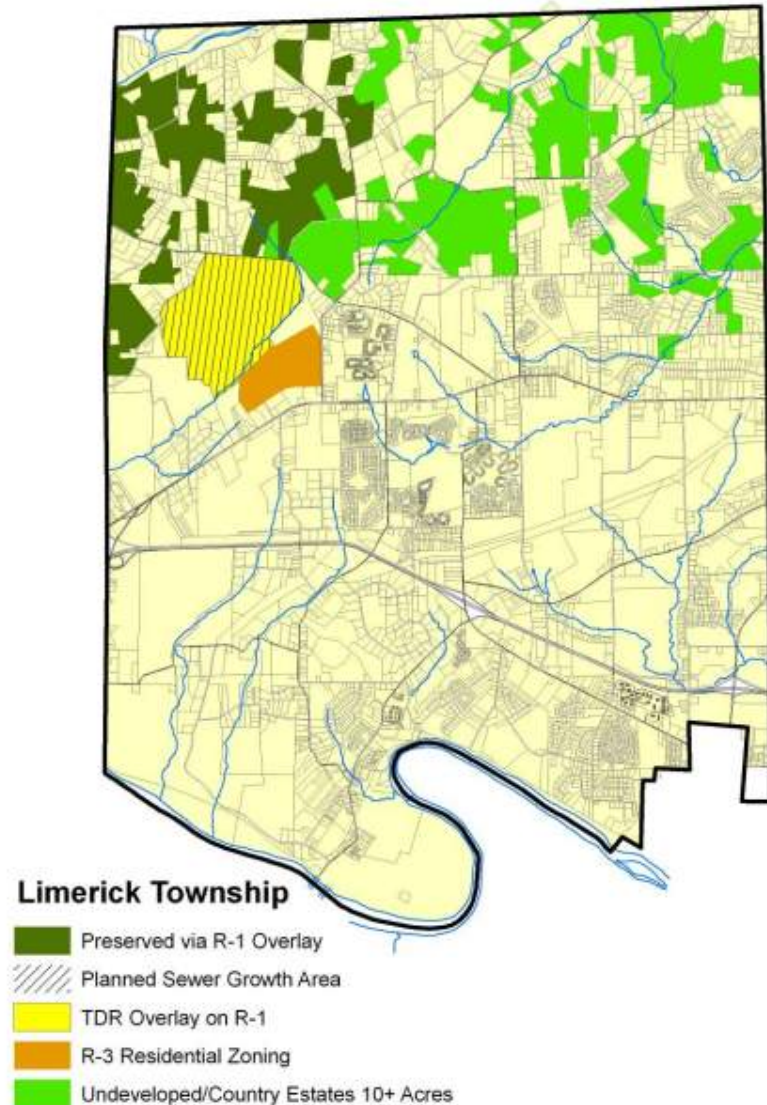 Limerick Township
Preserved via R-1 Overlay
Planned Sewer Growth Area
TDR Overlay on R-1
R-3 Residential Zoning
Undeveloped/Country Estates 10+ Acres